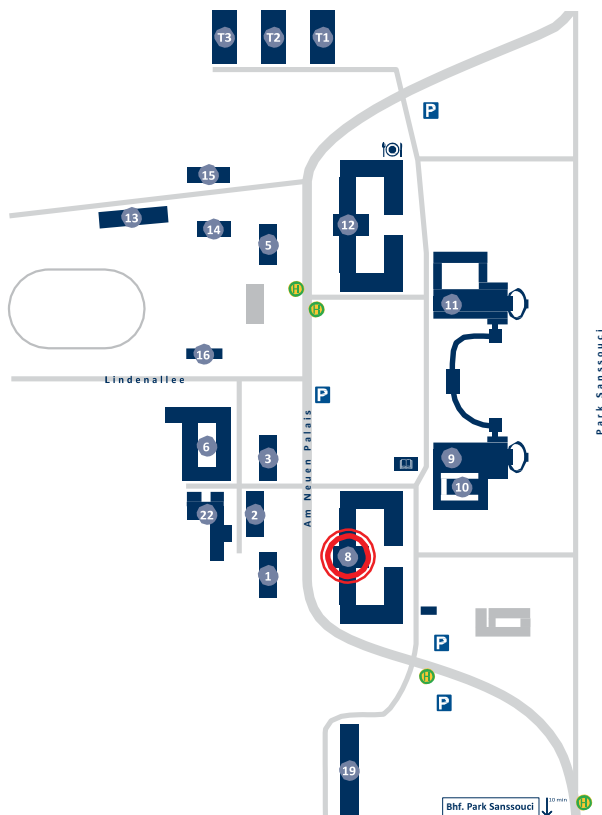 T3
T2
T1
P
15
13
14
5
12
H
H
11
16
Lindenallee
P
Am Neuen Palais
Park Sanssouci
6
3
9
10
22
2
8
1
P
H
P
19
Bhf. Park Sanssouci
10 min
H